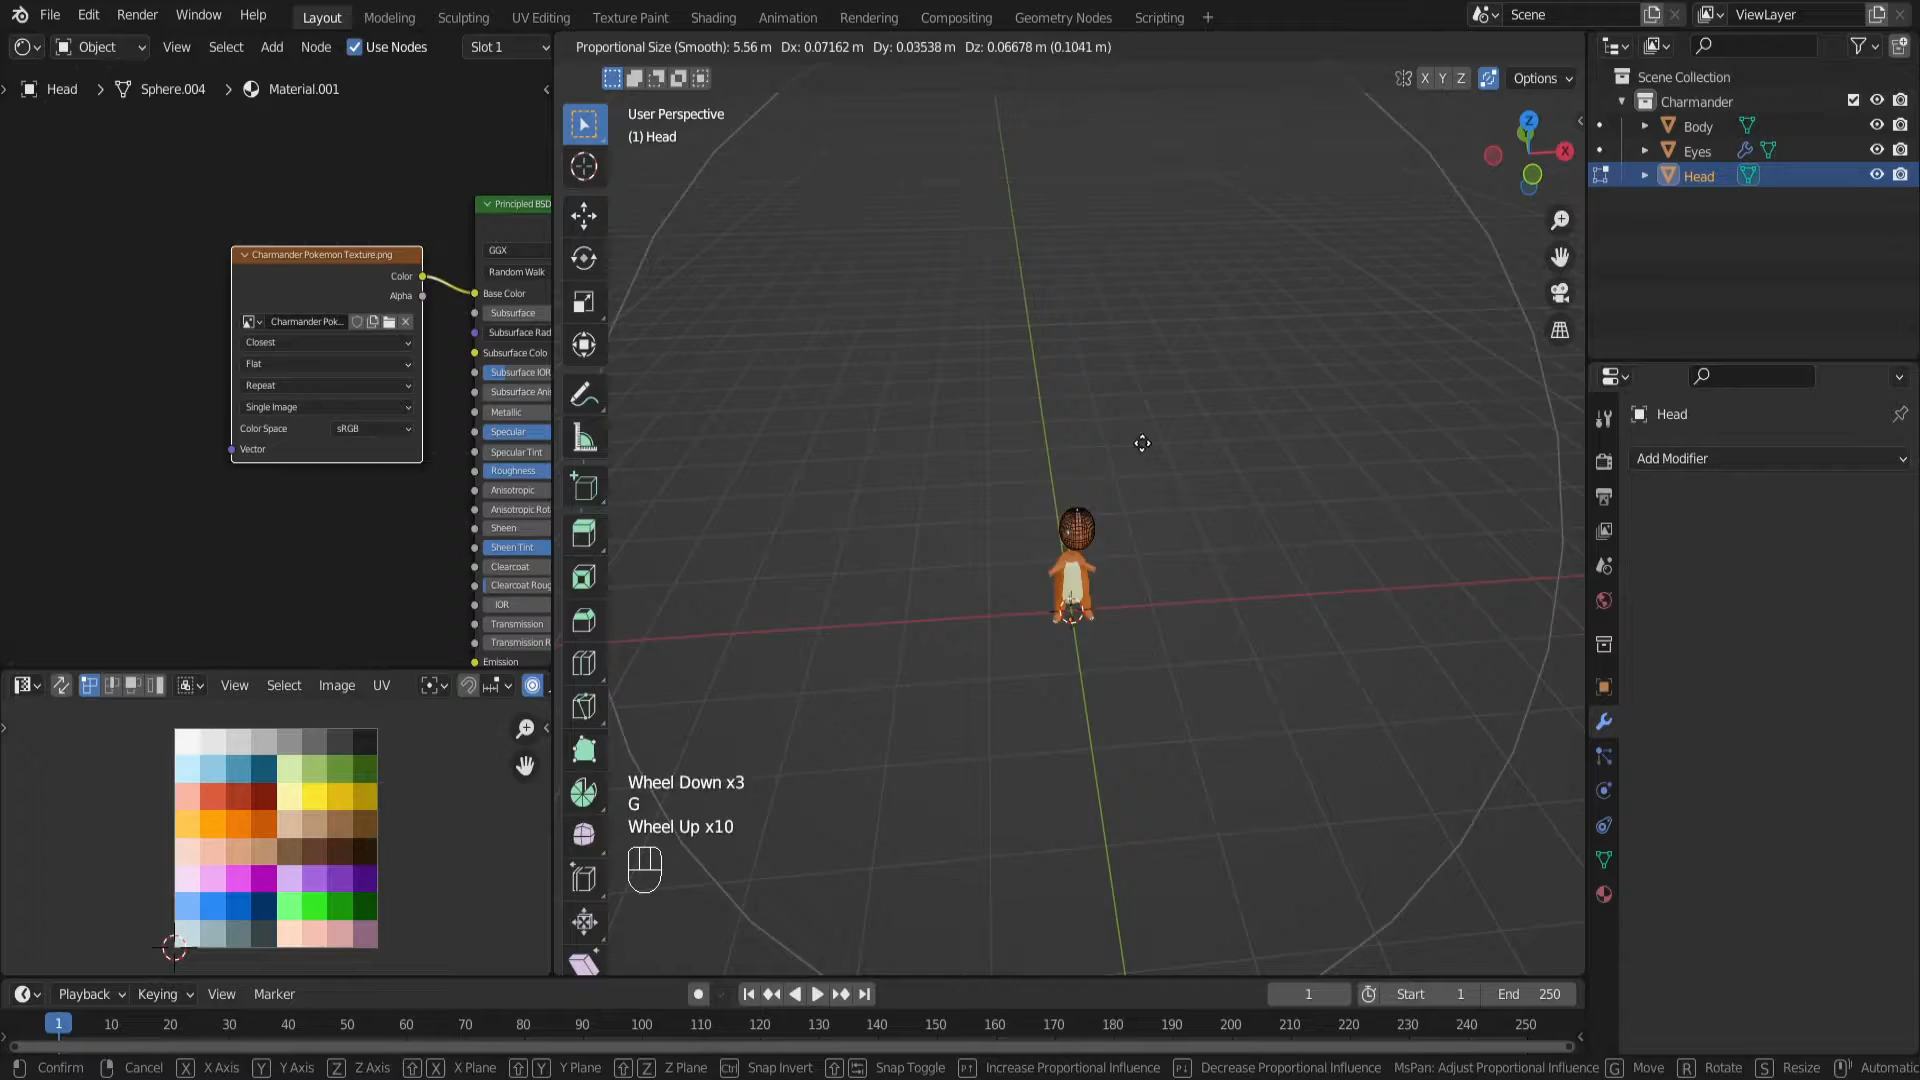 File Edit Render Window Help Layout Modeling Sculpting UV Editing Texture Paint Shading Animation Rendering Compositing Geometry Nodes Scripting + Scene ViewLayer
Object View Select Add Node Use Nodes Slot 1 Proportional Size (Smooth): 5.56 m Dx: 0.07162 m Dy: 0.03538 m Dz: 0.06678 m (0.1041 m)
X Y Z Options
Head > Sphere.004 > Material.001
User Perspective
(1) Head
Scene Collection
Charmander
Body
Eyes
Head
Z
X
Principled BSD
GGX
Random Walk
Base Color
Subsurface
Subsurface Rad
Subsurface Colo
Subsurface IOR
Subsurface Anis
Metallic
Specular
Specular Tint
Roughness
Anisotropic
Anisotropic Rot
Sheen
Sheen Tint
Clearcoat
Clearcoat Roug
IOR
Transmission
Transmission R
Emission
Charmander Pokemon Texture.png
Color
Alpha
Charmander Pok...
Closest
Flat
Repeat
Single Image
Color Space sRGB
Vector
Head
Add Modifier
View Select Image UV
Wheel Down x3
G
Wheel Up x10
Playback Keying View Marker 1 Start 1 End 250
1 10 20 30 40 50 60 70 80 90 100 110 120 130 140 150 160 170 180 190 200 210 220 230 240 250
Confirm Cancel X X Axis Y Y Axis Z Z Axis X X Plane Y Y Plane Z Z Plane Ctrl Snap Invert Snap Toggle Increase Proportional Influence Decrease Proportional Influence MsPan: Adjust Proportional Influence G Move R Rotate S Resize Automatic